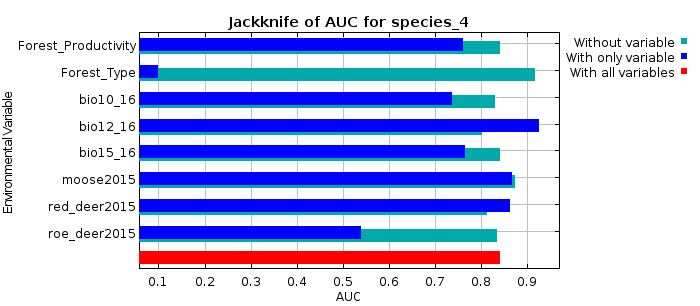 Jackknife of AUC for species_4
Forest_Productivity
Forest_Type
bio10_16
bio12_16
bio15_16
moose2015
red_deer2015
roe_deer2015
Environmental Variable
0.1 0.2 0.3 0.4 0.5 0.6 0.7 0.8 0.9
AUC
Without variable
With only variable
With all variables